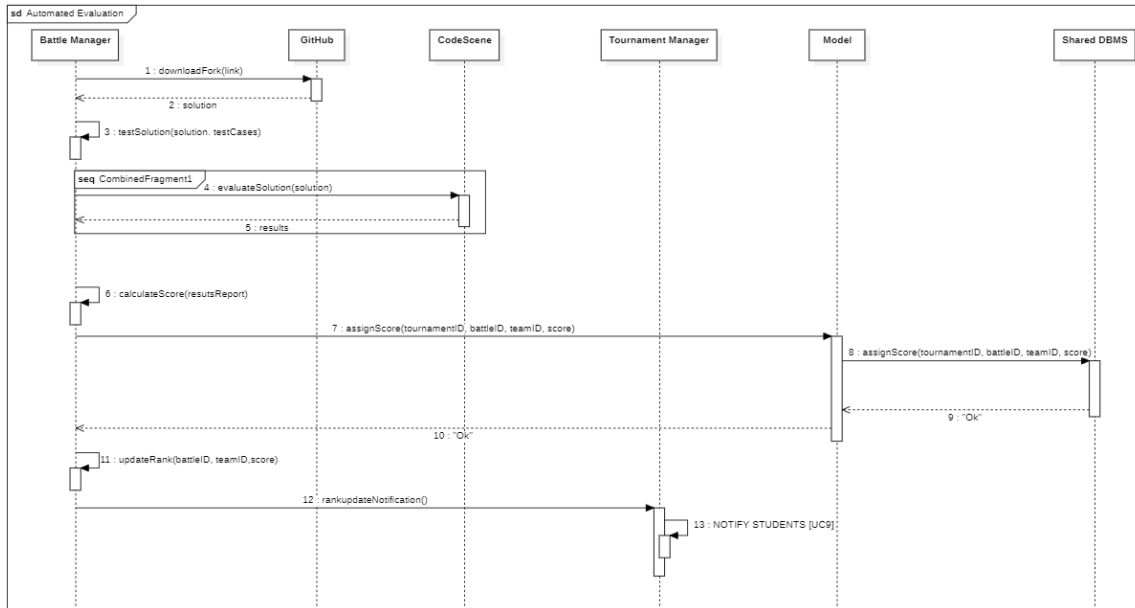 sd Automated Evaluation
Battle Manager
GitHub
CodeScene
Tournament Manager
Model
Shared DBMS
1 : downloadFork(link)
2 : solution
3 : testSolution(solution. testCases)
seq CombinedFragment1
4 : evaluateSolution(solution)
5 : results
6 : calculateScore(resutsReport)
7 : assignScore(tournamentID, battleID, teamID, score)
8 : assignScore(tournamentID, battleID, teamID, score)
9 : "Ok"
10 : "Ok"
11 : updateRank(battleID, teamID,score)
12 : rankupdateNotification()
13 : NOTIFY STUDENTS [UC9]